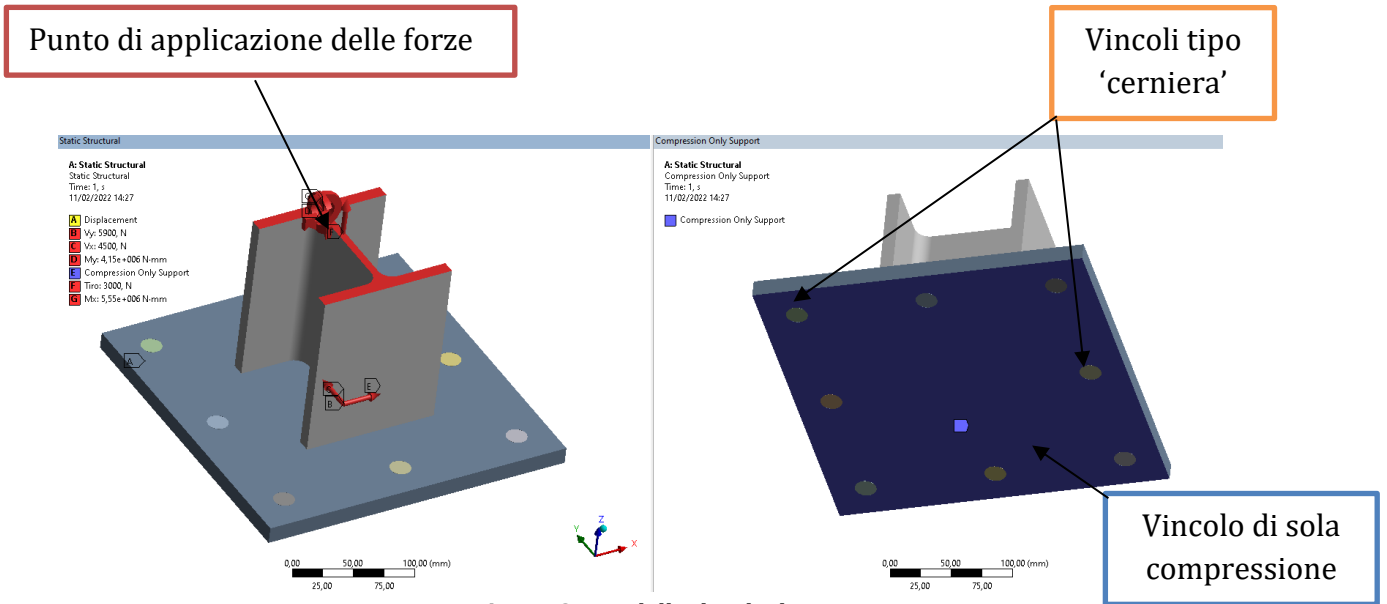 Punto di applicazione delle forze
Vincoli tipo
‘cerniera’
Static Structural
A: Static Structural
Static Structural
Time: 1, s
11/02/2022 14:27
A Displacement
B Vy: 5900, N
C Vx: 4500, N
D My: 4,15e+006 N·mm
E Compression Only Support
F Tiro: 3000, N
G Mx: 5,55e+006 N·mm
A
E
B
Y
Z
X
0,00 50,00 100,00 (mm)
25,00 75,00
Compression Only Support
A: Static Structural
Compression Only Support
Time: 1, s
11/02/2022 14:27
Compression Only Support
0,00 50,00 100,00 (mm)
25,00 75,00
Vincolo di sola
compressione